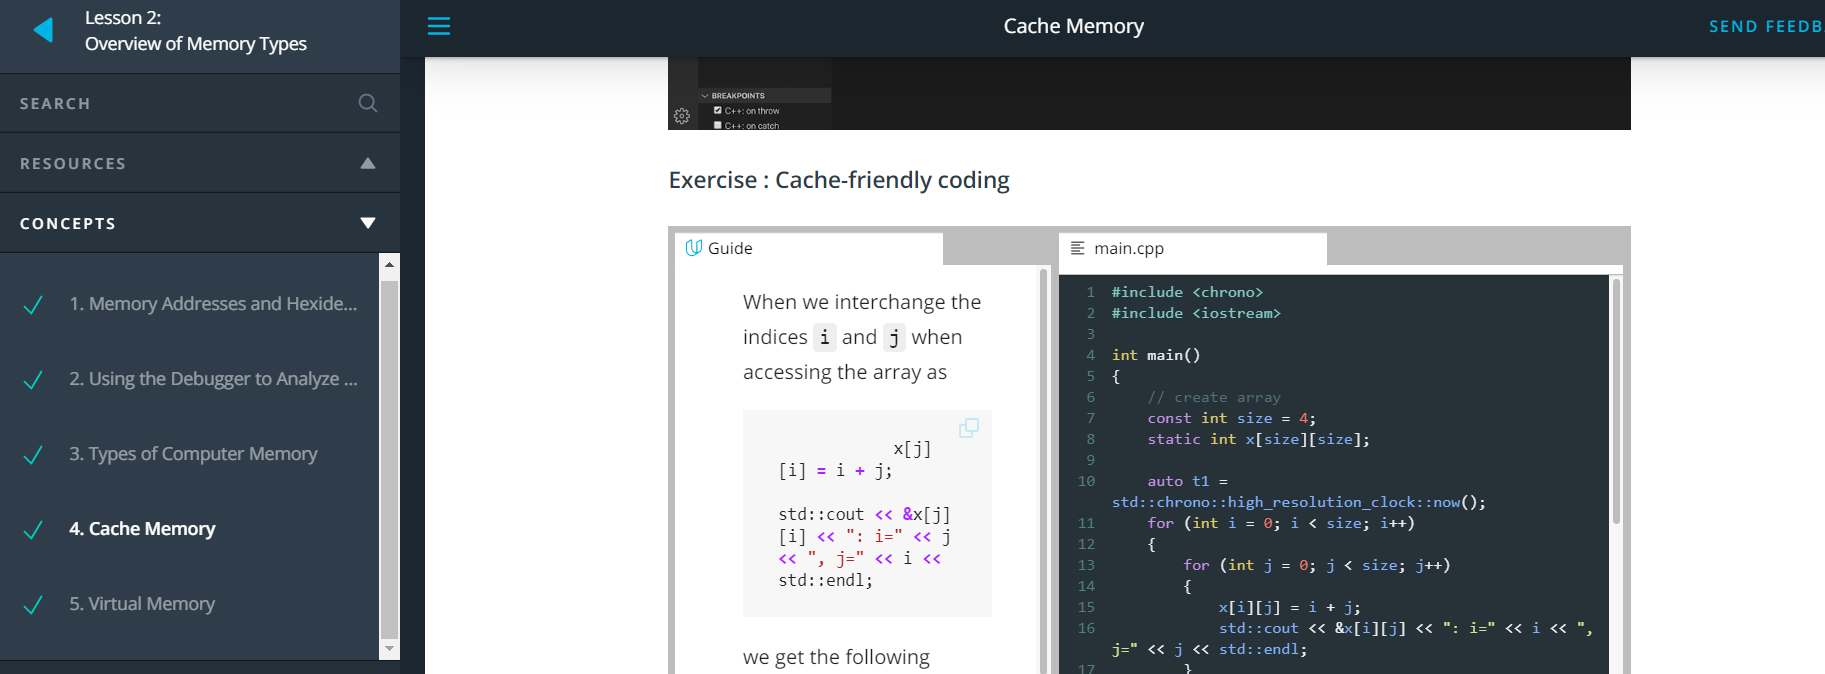 Lesson 2:
Overview of Memory Types
Cache Memory
SEND FEEDB
SEARCH
RESOURCES
CONCEPTS
1. Memory Addresses and Hexide...
2. Using the Debugger to Analyze ...
3. Types of Computer Memory
4. Cache Memory
5. Virtual Memory
BREAKPOINTS
C++: on throw
C++: on catch
Exercise : Cache-friendly coding
Guide
When we interchange the
indices i and j when
accessing the array as
x[j]
[i] = i + j;
std::cout << &x[j]
[i] << ": i=" << j
<< ", j=" << i <<
std::endl;
we get the following
main.cpp
1 #include <chrono>
2 #include <iostream>
3
4 int main()
5 {
6 // create array
7 const int size = 4;
8 static int x[size][size];
9
10 auto t1 =
std::chrono::high_resolution_clock::now();
11 for (int i = 0; i < size; i++)
12 {
13 for (int j = 0; j < size; j++)
14 {
15 x[i][j] = i + j;
16 std::cout << &x[i][j] << ": i=" << i << ",
j=" << j << std::endl;
17 }